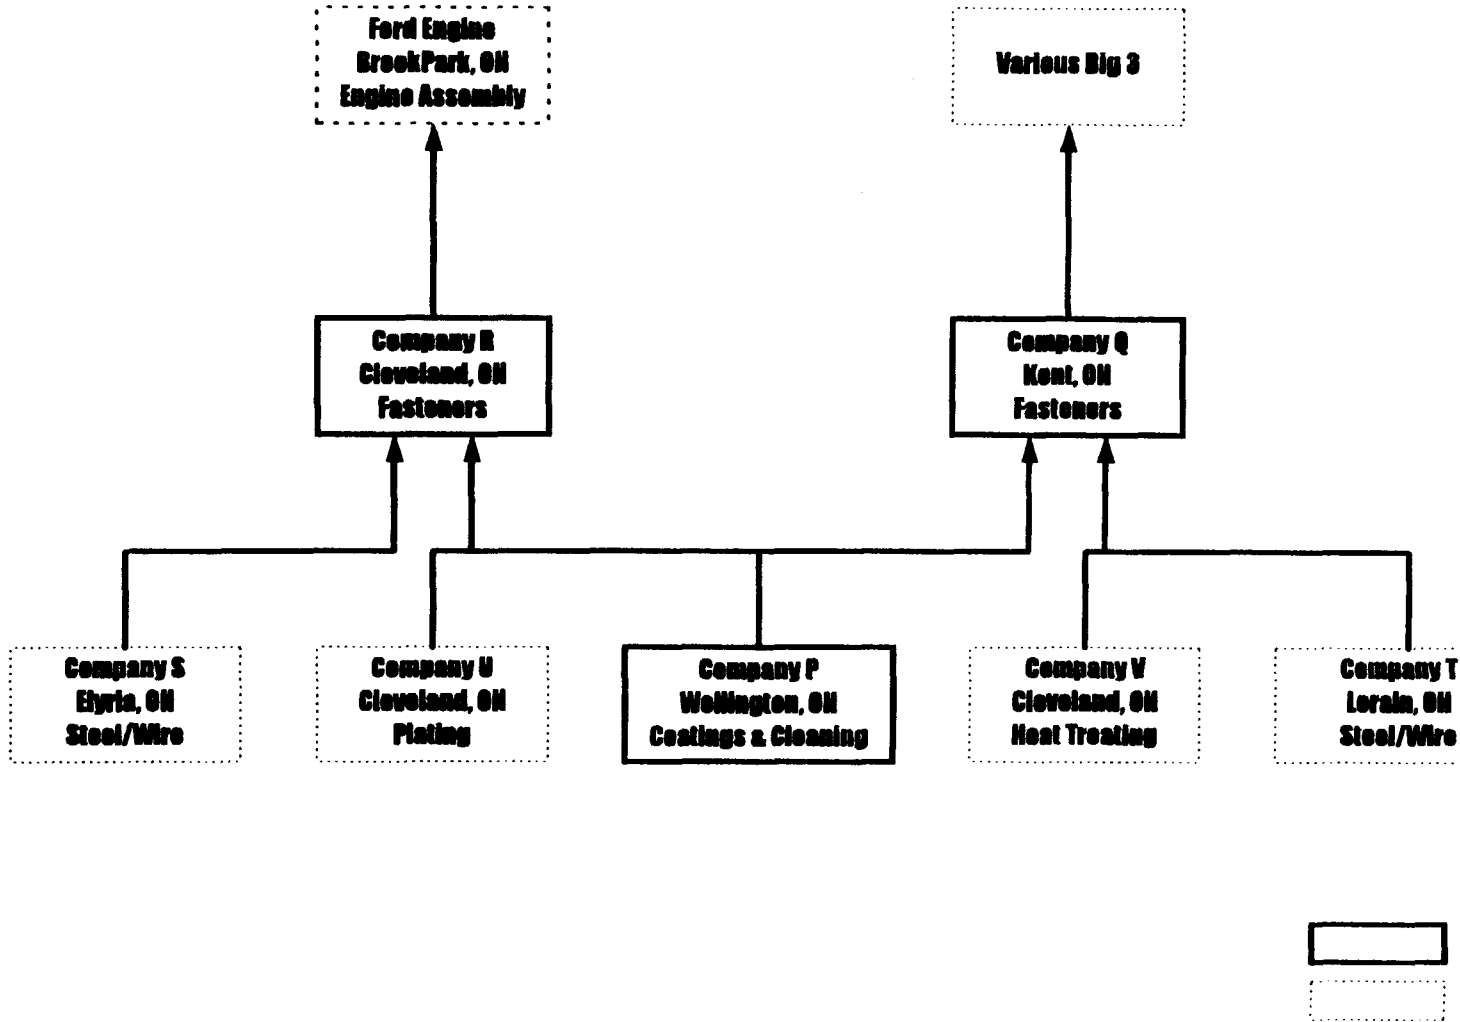 Ford Engine
BrookPark, OH
Engine Assembly
Various Big 3
Company R
Cleveland, OH
Fasteners
Company Q
Kent, OH
Fasteners
Company S
Elyria, OH
Steel/Wire
Company U
Cleveland, OH
Plating
Company P
Wellington, OH
Coatings & Cleaning
Company V
Cleveland, OH
Heat Treating
Company T
Lorain, OH
Steel/Wire